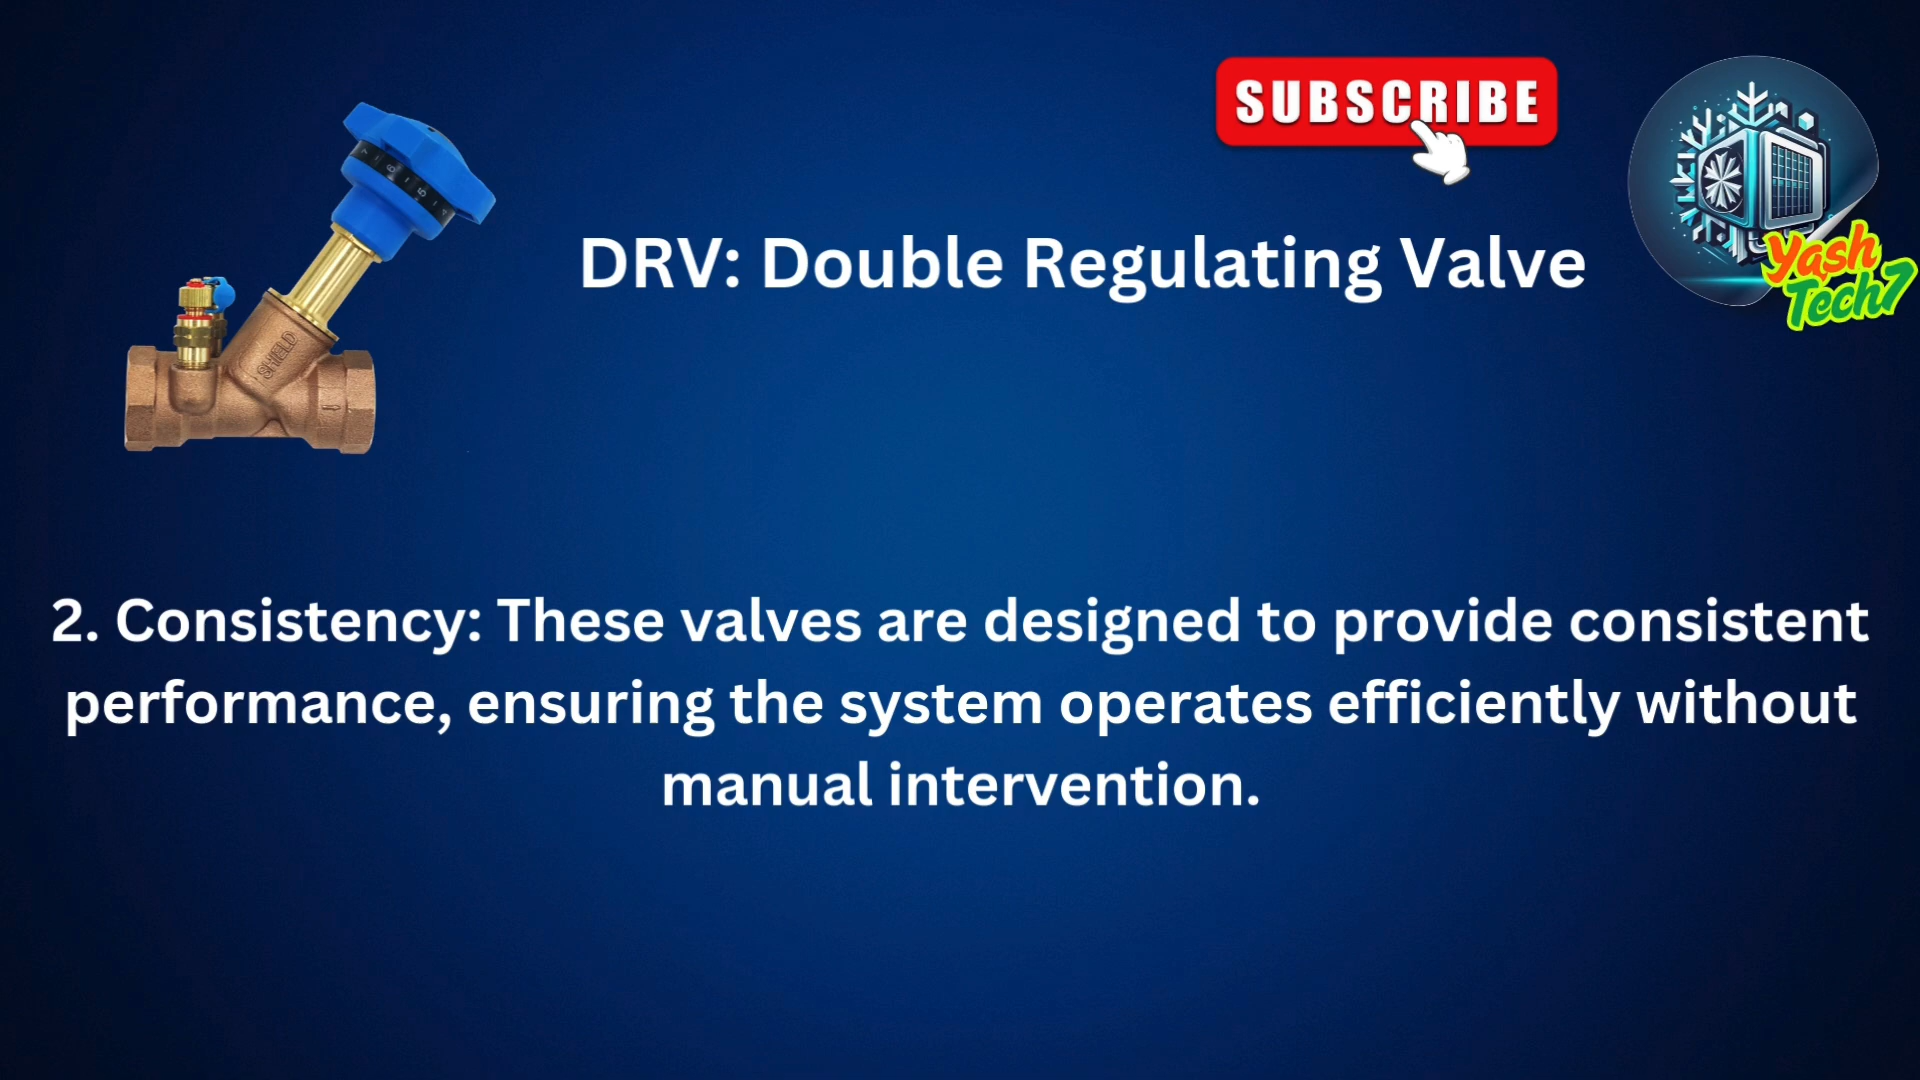 SUBSCRIBE
DRV: Double Regulating Valve
Yash
Tech7
SHIELD
2. Consistency: These valves are designed to provide consistent
performance, ensuring the system operates efficiently without
manual intervention.